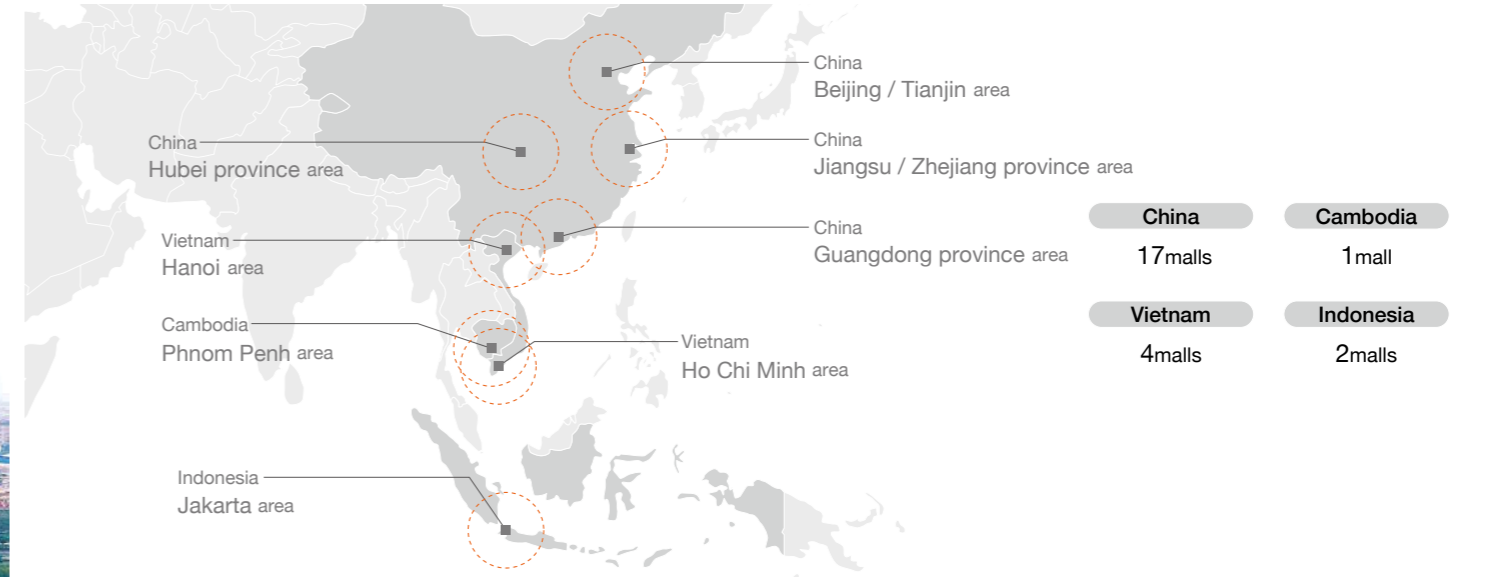 China
Beijing / Tianjin area
China
Hubei province area
China
Jiangsu / Zhejiang province area
China
Guangdong province area
Vietnam
Hanoi area
Cambodia
Phnom Penh area
Vietnam
Ho Chi Minh area
Indonesia
Jakarta area
China
17malls
Cambodia
1mall
Vietnam
4malls
Indonesia
2malls